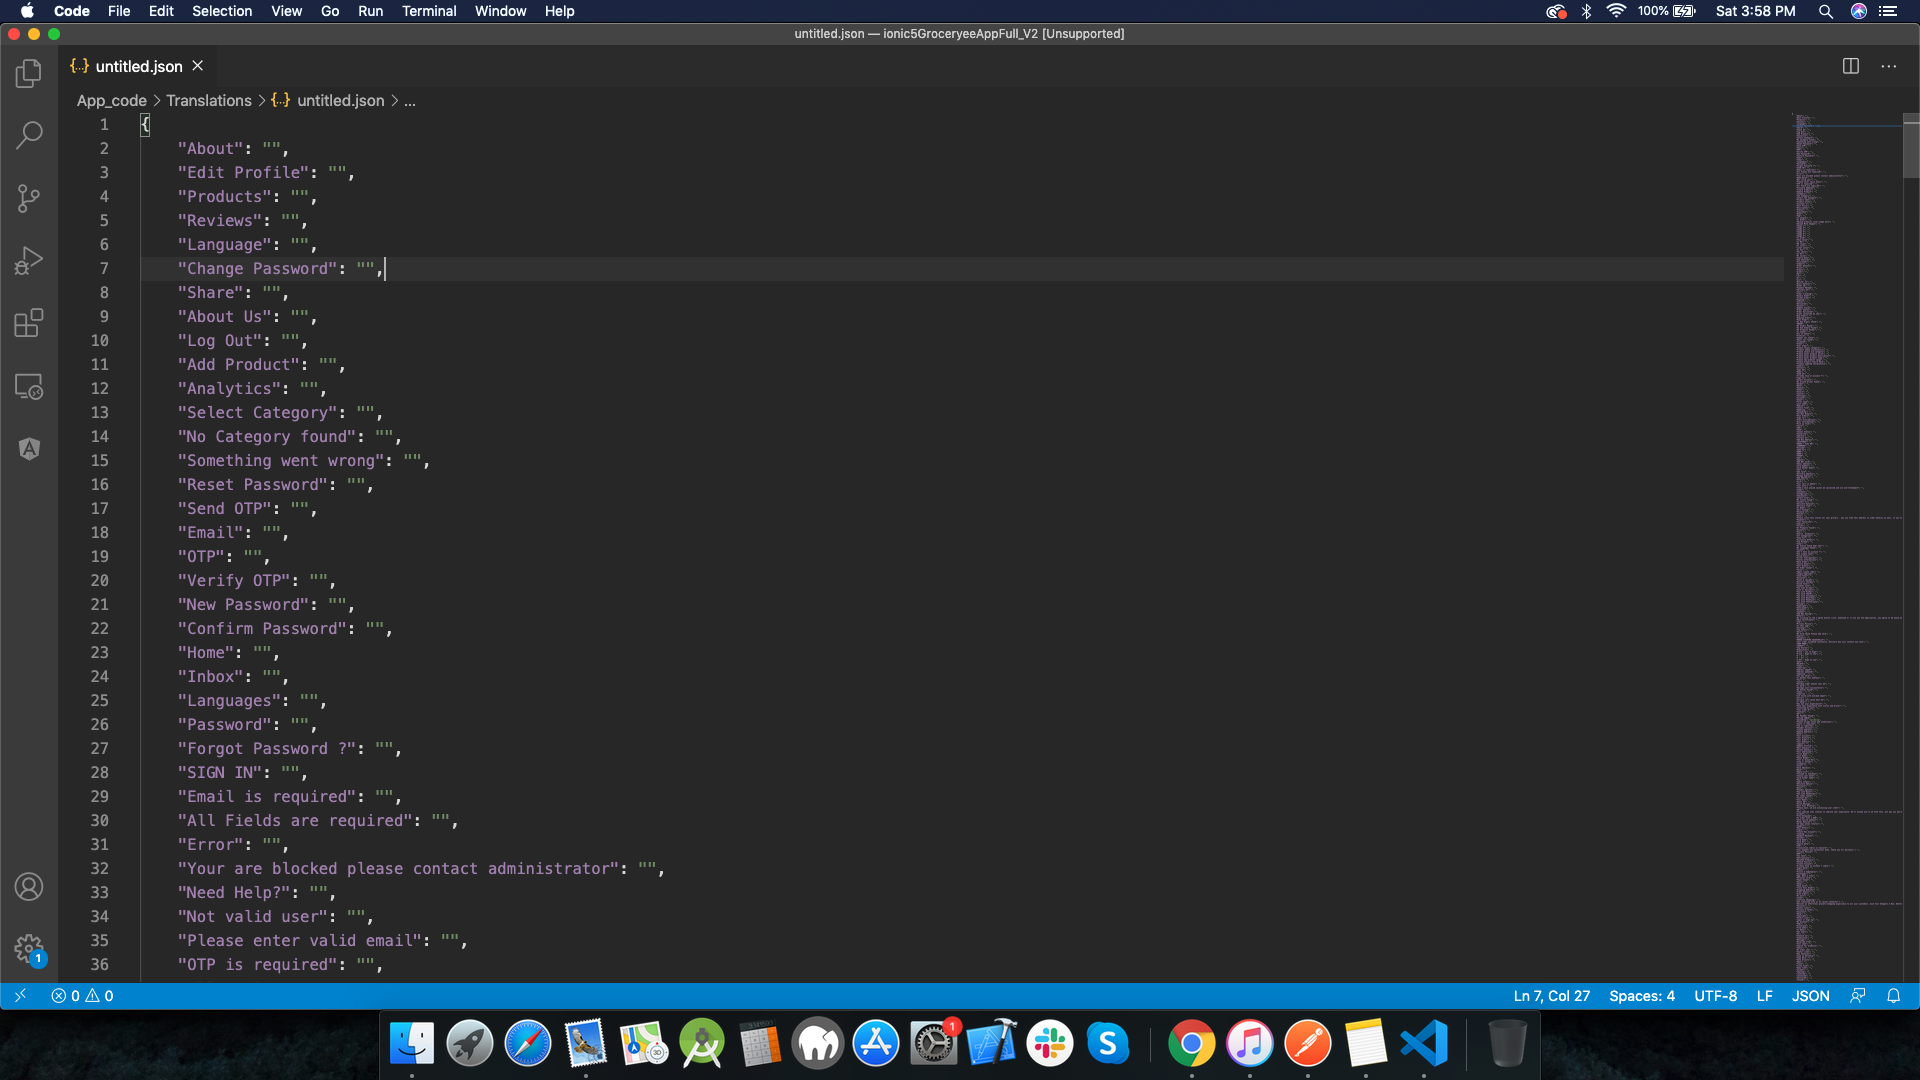 Code File Edit Selection View Go Run Terminal Window Help 100% Sat 3:58 PM
untitled.json — ionic5GroceryeeAppFull_V2 [Unsupported]
{..} untitled.json
App_code > Translations > {..} untitled.json > ...
1 {
2 "About": "",
3 "Edit Profile": "",
4 "Products": "",
5 "Reviews": "",
6 "Language": "",
7 "Change Password": "",
8 "Share": "",
9 "About Us": "",
10 "Log Out": "",
11 "Add Product": "",
12 "Analytics": "",
13 "Select Category": "",
14 "No Category found": "",
15 "Something went wrong": "",
16 "Reset Password": "",
17 "Send OTP": "",
18 "Email": "",
19 "OTP": "",
20 "Verify OTP": "",
21 "New Password": "",
22 "Confirm Password": "",
23 "Home": "",
24 "Inbox": "",
25 "Languages": "",
26 "Password": "",
27 "Forgot Password ?": "",
28 "SIGN IN": "",
29 "Email is required": "",
30 "All Fields are required": "",
31 "Error": "",
32 "Your are blocked please contact administrator": "",
33 "Need Help?": "",
34 "Not valid user": "",
35 "Please enter valid email": "",
36 "OTP is required": "",
1
0 0 Ln 7, Col 27 Spaces: 4 UTF-8 LF JSON
3D
1